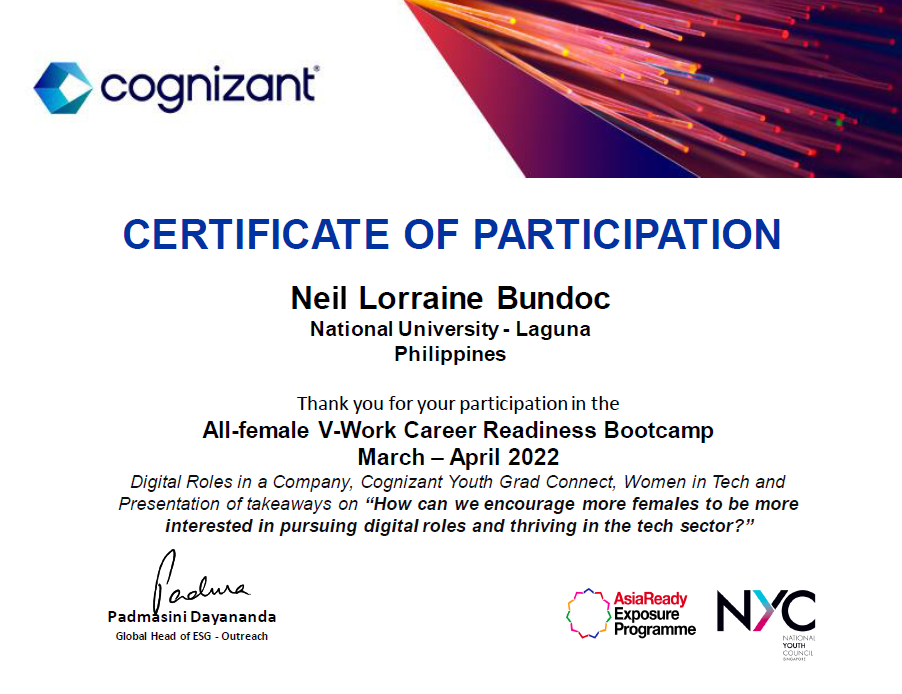 cognizant®
CERTIFICATE OF PARTICIPATION
Neil Lorraine Bundoc
National University - Laguna
Philippines
Thank you for your participation in the
All-female V-Work Career Readiness Bootcamp
March – April 2022
Digital Roles in a Company, Cognizant Youth Grad Connect, Women in Tech and
Presentation of takeaways on “How can we encourage more females to be more
interested in pursuing digital roles and thriving in the tech sector?”
Padma
Padmasini Dayananda
Global Head of ESG - Outreach
AsiaReady
Exposure
Programme
NYC
NATIONAL
YOUTH
COUNCIL
SINGAPORE